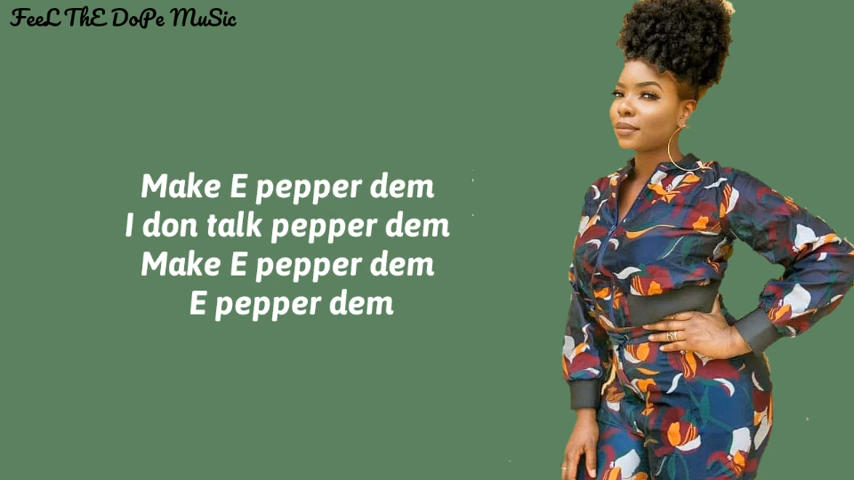 FeeL ThE DoPe MuSic
Make E pepper dem
I don talk pepper dem
Make E pepper dem
E pepper dem